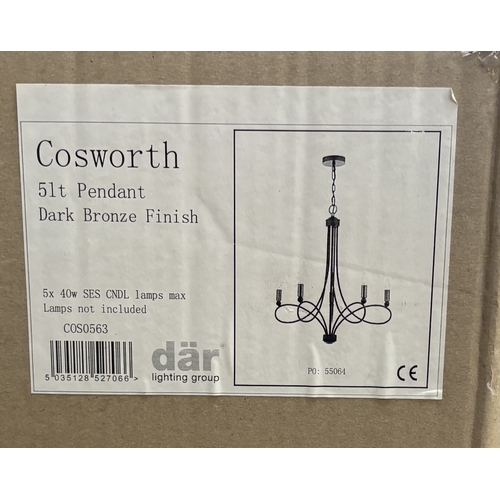 Cosworth
5lt Pendant
Dark Bronze Finish
5x 40w SES CNDL lamps max
Lamps not included
COS0563
5 035128 527066 >
där
lighting group
PO: 55064
CE